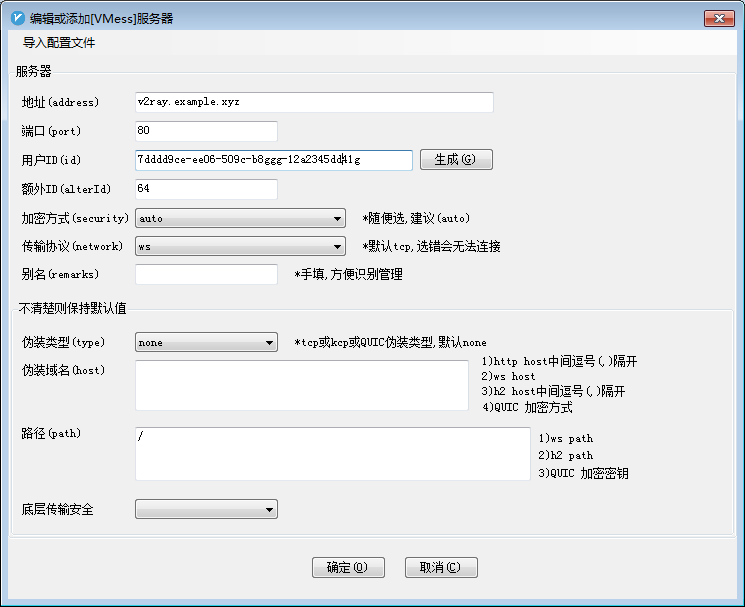 编辑或添加[VMess]服务器
导入配置文件
服务器
地址(address) v2ray.example.xyz
端口(port) 80
用户ID(id) 7dddd9ce-ee06-509c-b8ggg-12a2345dd41g 生成(G)
额外ID(alterId) 64
加密方式(security) auto *随便选,建议(auto)
传输协议(network) ws *默认tcp,选错会无法连接
别名(remarks) *手填,方便识别管理
不清楚则保持默认值
伪装类型(type) none *tcp或kcp或QUIC伪装类型,默认none
伪装域名(host) 1)http host中间逗号(,)隔开
2)ws host
3)h2 host中间逗号(,)隔开
4)QUIC 加密方式
路径(path) / 1)ws path
2)h2 path
3)QUIC 加密密钥
底层传输安全
确定(O) 取消(C)